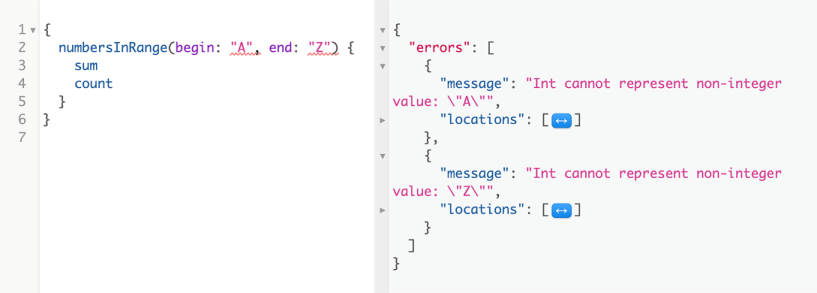 1 {
2 numbersInRange(begin: "A", end: "Z") {
3 sum
4 count
5 }
6 }
7
{
"errors": [
{
"message": "Int cannot represent non-integer
value: \"A\"",
"locations": [↔]
},
{
"message": "Int cannot represent non-integer
value: \"Z\"",
"locations": [↔]
}
]
}